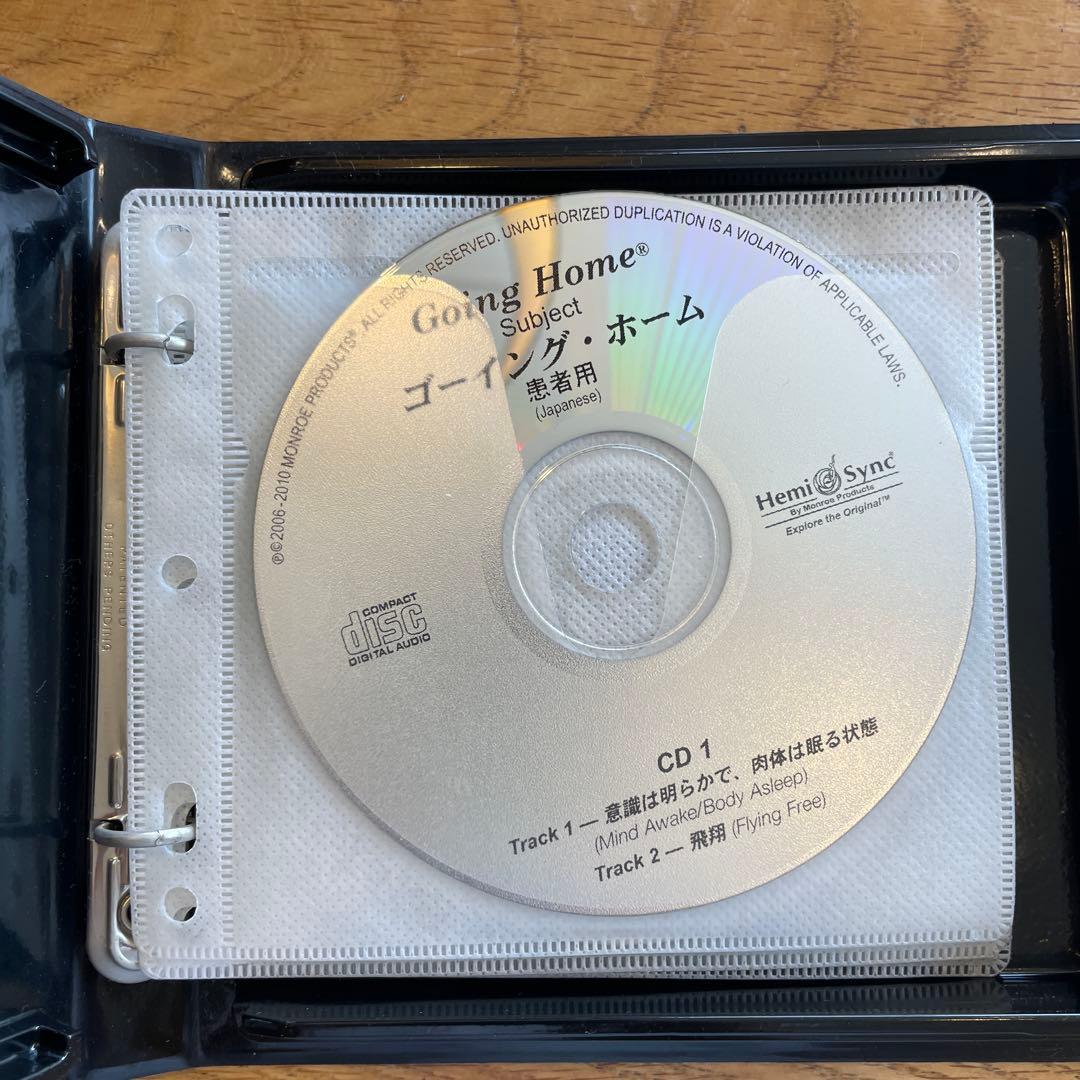 ℗©2006-2010 MONROE PRODUCTS® ALL RIGHTS RESERVED. UNAUTHORIZED DUPLICATION IS A VIOLATION OF APPLICABLE LAWS.
Going Home®
Subject
ゴーイング・ホーム
患者用
(Japanese)
Hemi Sync®
By Monroe Products
Explore the Original™
COMPACT
disc
DIGITAL AUDIO
CD 1
Track 1 — 意識は明らかで、肉体は眠る状態
(Mind Awake/Body Asleep)
Track 2 — 飛翔 (Flying Free)
OTHERS PENDING